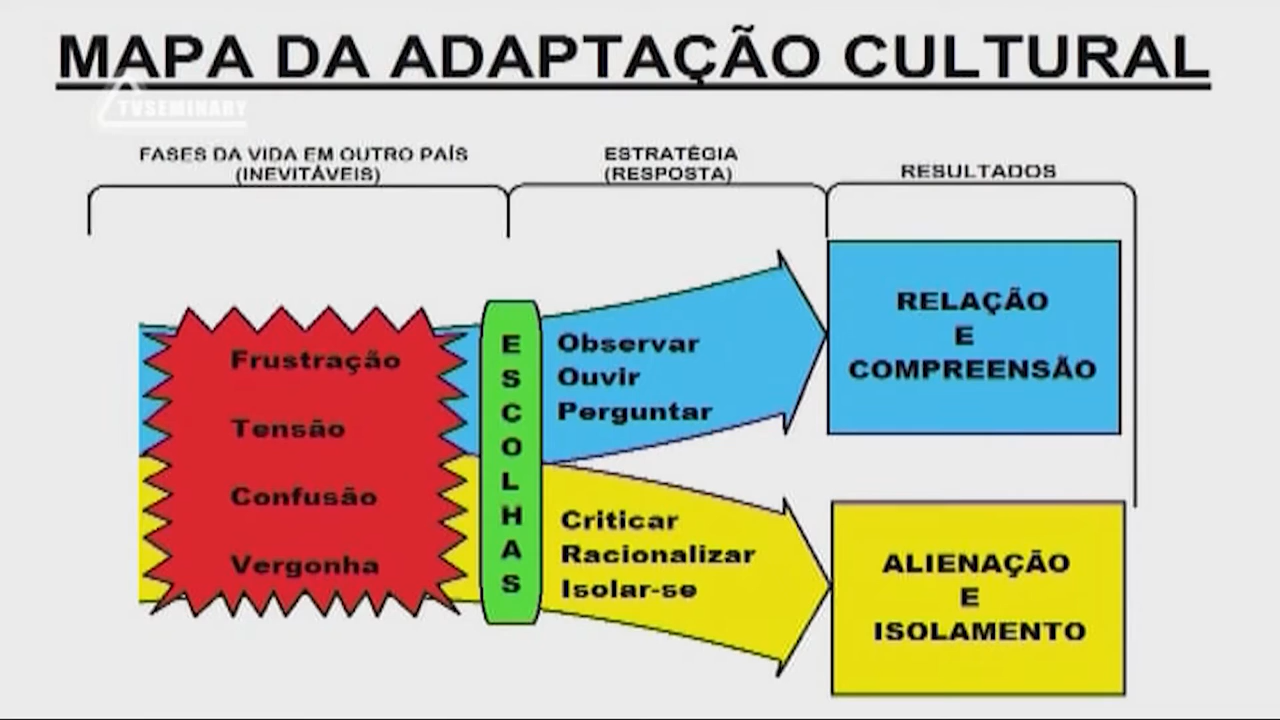 MAPA DA ADAPTAÇÃO CULTURAL
TVSEMINARY
FASES DA VIDA EM OUTRO PAÍS
(INEVITÁVEIS)
ESTRATÉGIA
(RESPOSTA)
RESULTADOS
Frustração
Tensão
Confusão
Vergonha
E
S
C
O
L
H
A
S
Observar
Ouvir
Perguntar
Criticar
Racionalizar
Isolar-se
RELAÇÃO
E
COMPREENSÃO
ALIENAÇÃO
E
ISOLAMENTO